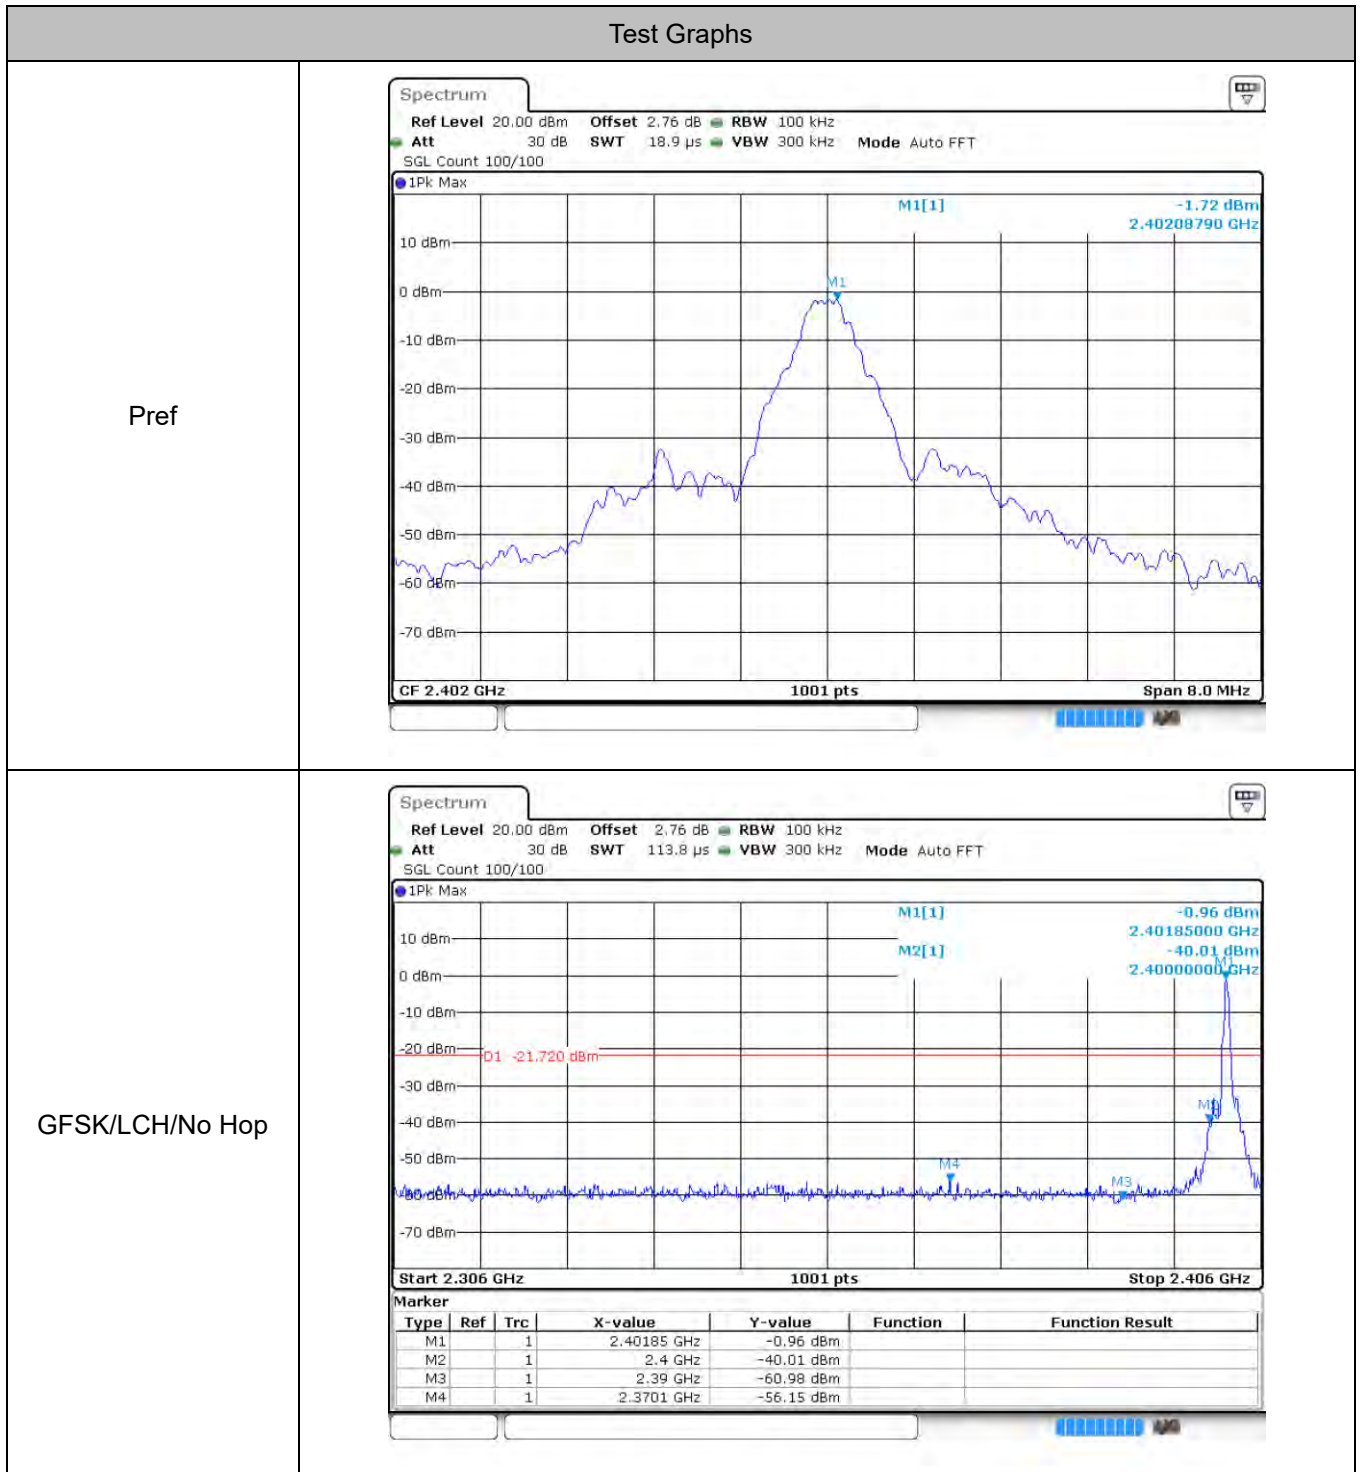 Test Graphs
Pref
Spectrum
Ref Level 20.00 dBm Offset 2.76 dB RBW 100 kHz
Att 30 dB SWT 18.9 µs VBW 300 kHz Mode Auto FFT
SGL Count 100/100
1Pk Max
M1[1] -1.72 dBm
2.40208790 GHz
10 dBm
M1
0 dBm
-10 dBm
-20 dBm
-30 dBm
-40 dBm
-50 dBm
-60 dBm
-70 dBm
CF 2.402 GHz 1001 pts Span 8.0 MHz
GFSK/LCH/No Hop
Spectrum
Ref Level 20.00 dBm Offset 2.76 dB RBW 100 kHz
Att 30 dB SWT 113.8 µs VBW 300 kHz Mode Auto FFT
SGL Count 100/100
1Pk Max
M1[1] -0.96 dBm
2.40185000 GHz
10 dBm
M2[1] -40.01 dBm
M1
2.40000000 GHz
0 dBm
-10 dBm
-20 dBm
D1 -21.720 dBm
-30 dBm
M2
-40 dBm
-50 dBm
M4
M3
-60 dBm
-70 dBm
Start 2.306 GHz 1001 pts Stop 2.406 GHz
Marker
Type Ref Trc X-value Y-value Function Function Result
M1 1 2.40185 GHz -0.96 dBm
M2 1 2.4 GHz -40.01 dBm
M3 1 2.39 GHz -60.98 dBm
M4 1 2.3701 GHz -56.15 dBm